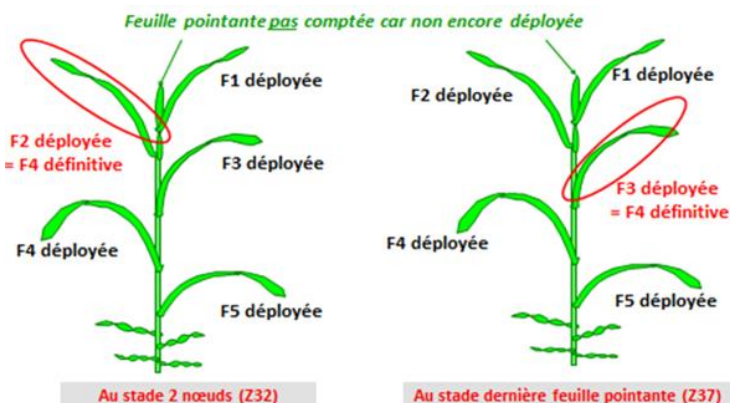 Feuille pointante pas comptée car non encore déployée
F1 déployée
F2 déployée
= F4 définitive
F3 déployée
F4 déployée
F5 déployée
Au stade 2 nœuds (Z32)
F1 déployée
F2 déployée
F3 déployée
= F4 définitive
F4 déployée
F5 déployée
Au stade dernière feuille pointante (Z37)